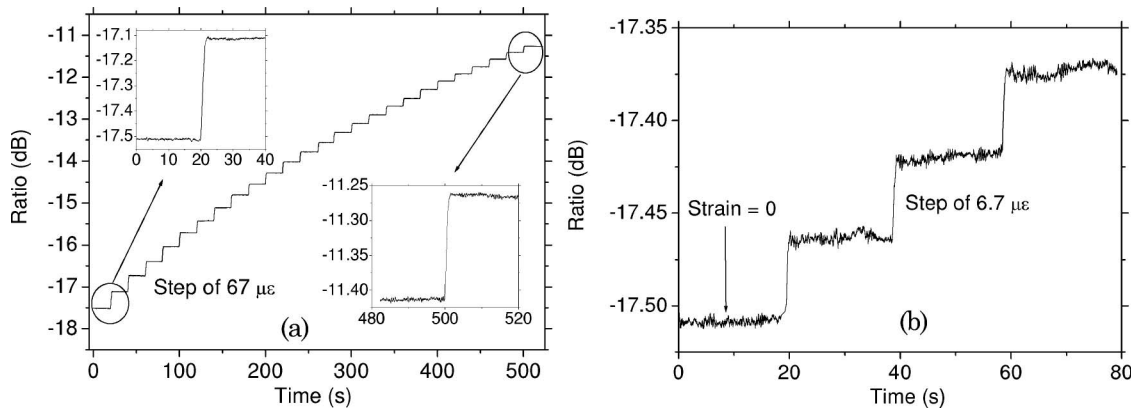 -11
-12
-13
-14
-15
-16
-17
-18
Ratio (dB)
0 100 200 300 400 500
Time (s)
-17.1
-17.2
-17.3
-17.4
-17.5
0 10 20 30 40
-11.25
-11.30
-11.35
-11.40
480 500 520
Step of 67 με
(a)
-17.35
-17.40
-17.45
-17.50
Ratio (dB)
0 20 40 60 80
Time (s)
Strain = 0
Step of 6.7 με
(b)